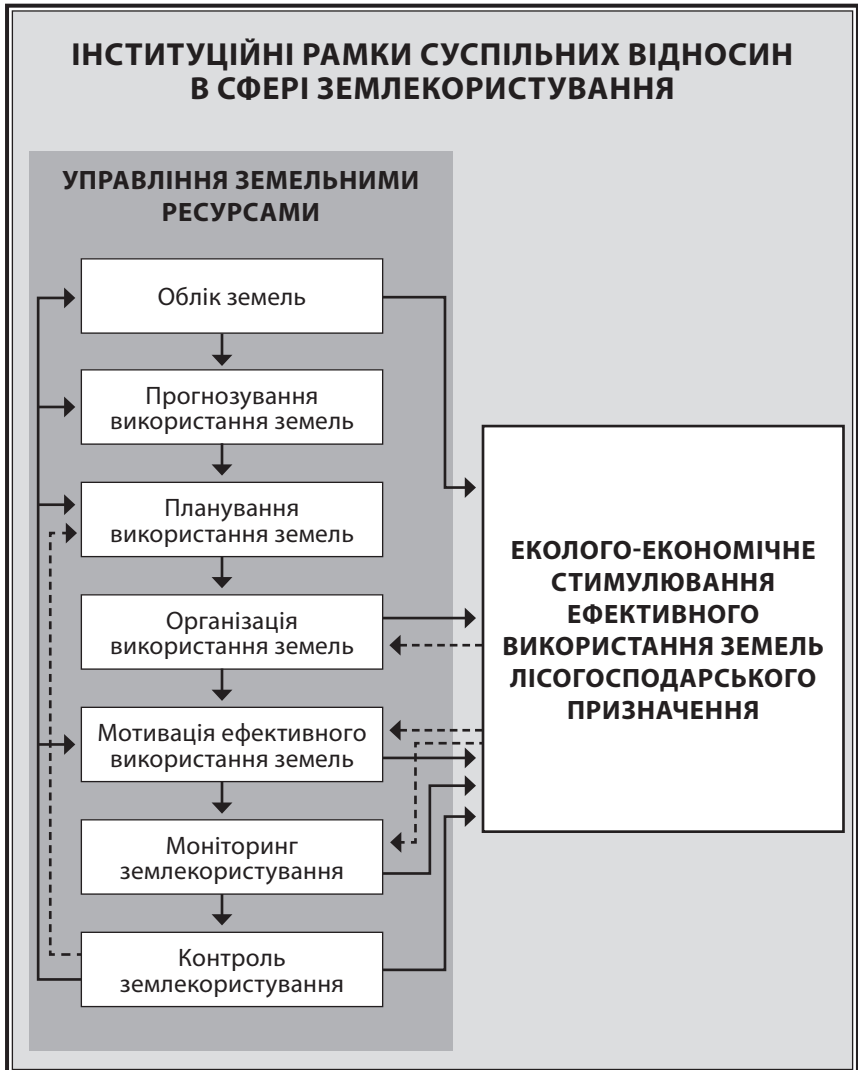 ІНСТИТУЦІЙНІ РАМКИ СУСПІЛЬНИХ ВІДНОСИН
В СФЕРІ ЗЕМЛЕКОРИСТУВАННЯ
УПРАВЛІННЯ ЗЕМЕЛЬНИМИ
РЕСУРСАМИ
Облік земель
Прогнозування
використання земель
Планування
використання земель
Організація
використання земель
Мотивація ефективного
використання земель
Моніторинг
землекористування
Контроль
землекористування
ЕКОЛОГО-ЕКОНОМІЧНЕ
СТИМУЛЮВАННЯ
ЕФЕКТИВНОГО
ВИКОРИСТАННЯ ЗЕМЕЛЬ
ЛІСОГОСПОДАРСЬКОГО
ПРИЗНАЧЕННЯ